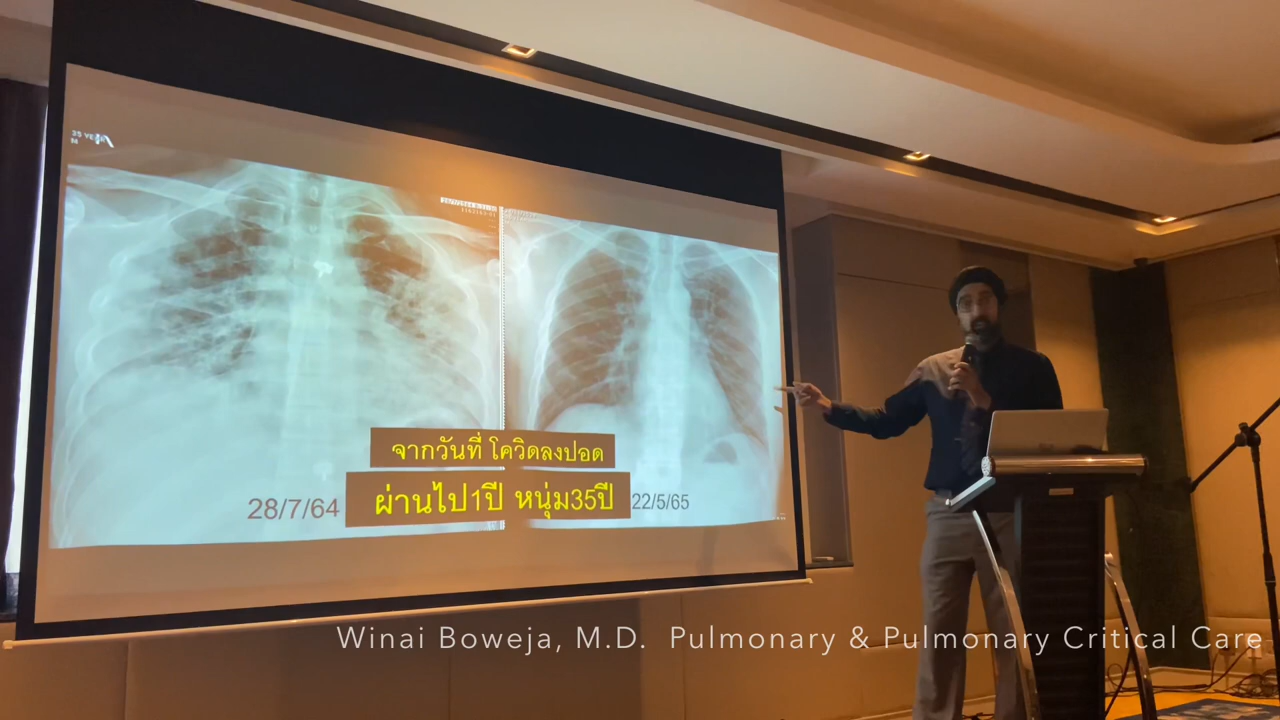 35 YEAR
M
จากวันที่ โควิดลงปอด
28/7/64
ผ่านไป1ปี หนุ่ม35ปี
22/5/65
Winai Boweja, M.D. Pulmonary & Pulmonary Critical Care